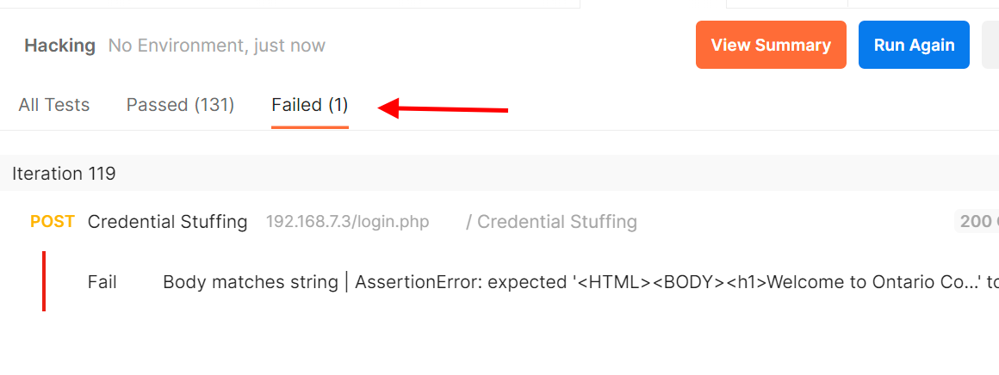 Hacking No Environment, just now View Summary Run Again
All Tests Passed (131) Failed (1)
Iteration 119
POST Credential Stuffing 192.168.7.3/login.php / Credential Stuffing 200
Fail Body matches string | AssertionError: expected '<HTML><BODY><h1>Welcome to Ontario Co...' to